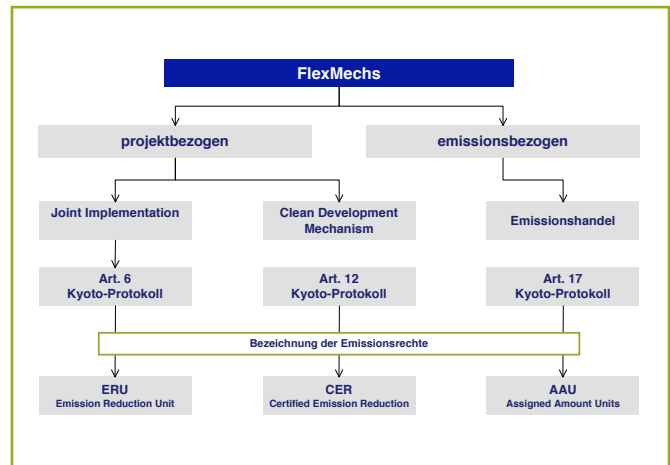 FlexMechs
projektbezogen
emissionsbezogen
Joint Implementation
Clean Development
Mechanism
Emissionshandel
Art. 6
Kyoto-Protokoll
Art. 12
Kyoto-Protokoll
Art. 17
Kyoto-Protokoll
Bezeichnung der Emissionsrechte
ERU
Emission Reduction Unit
CER
Certified Emission Reduction
AAU
Assigned Amount Units